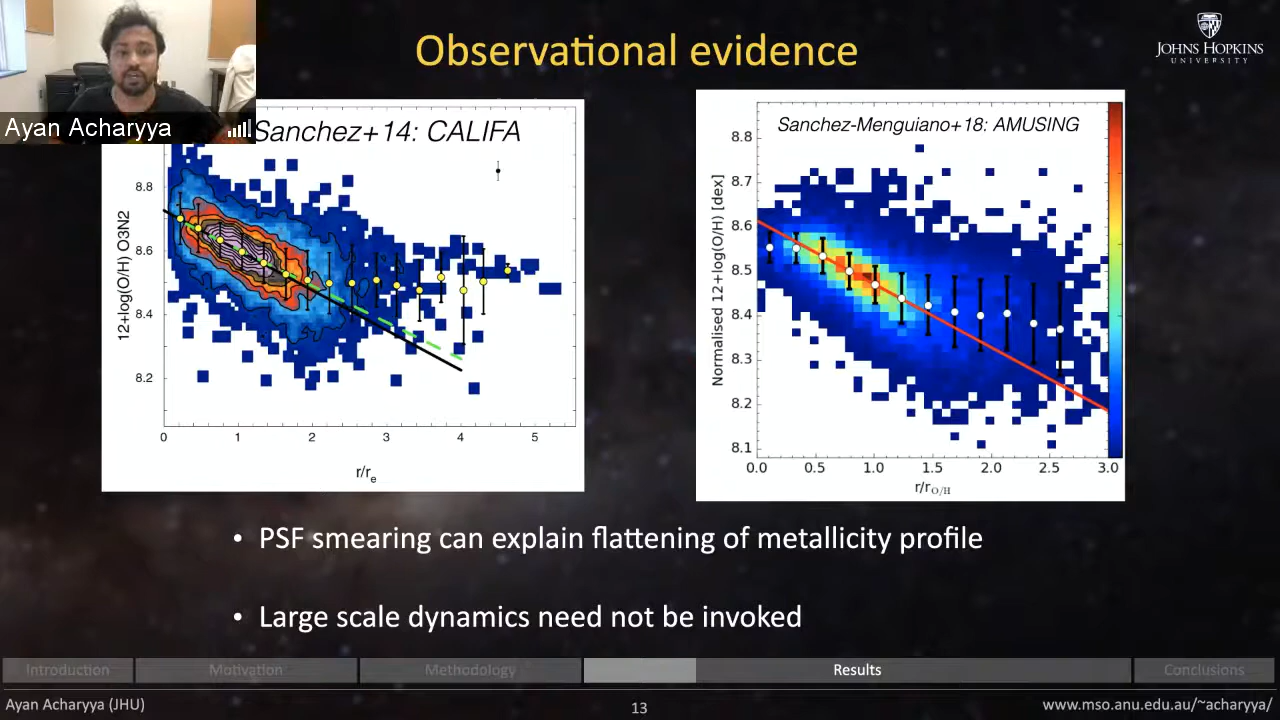 Observational evidence
JOHNS HOPKINS
UNIVERSITY
Ayan Acharyya
Sanchez+14: CALIFA
12+log(O/H) O3N2
8.8
8.6
8.4
8.2
0 1 2 3 4 5
r/re
Sanchez-Menguiano+18: AMUSING
Normalised 12+log(O/H) [dex]
8.8
8.7
8.6
8.5
8.4
8.3
8.2
8.1
0.0 0.5 1.0 1.5 2.0 2.5 3.0
r/rO/H
• PSF smearing can explain flattening of metallicity profile
• Large scale dynamics need not be invoked
Introduction Motivation Methodology Results Conclusions
Ayan Acharyya (JHU) 13 www.mso.anu.edu.au/~acharyya/